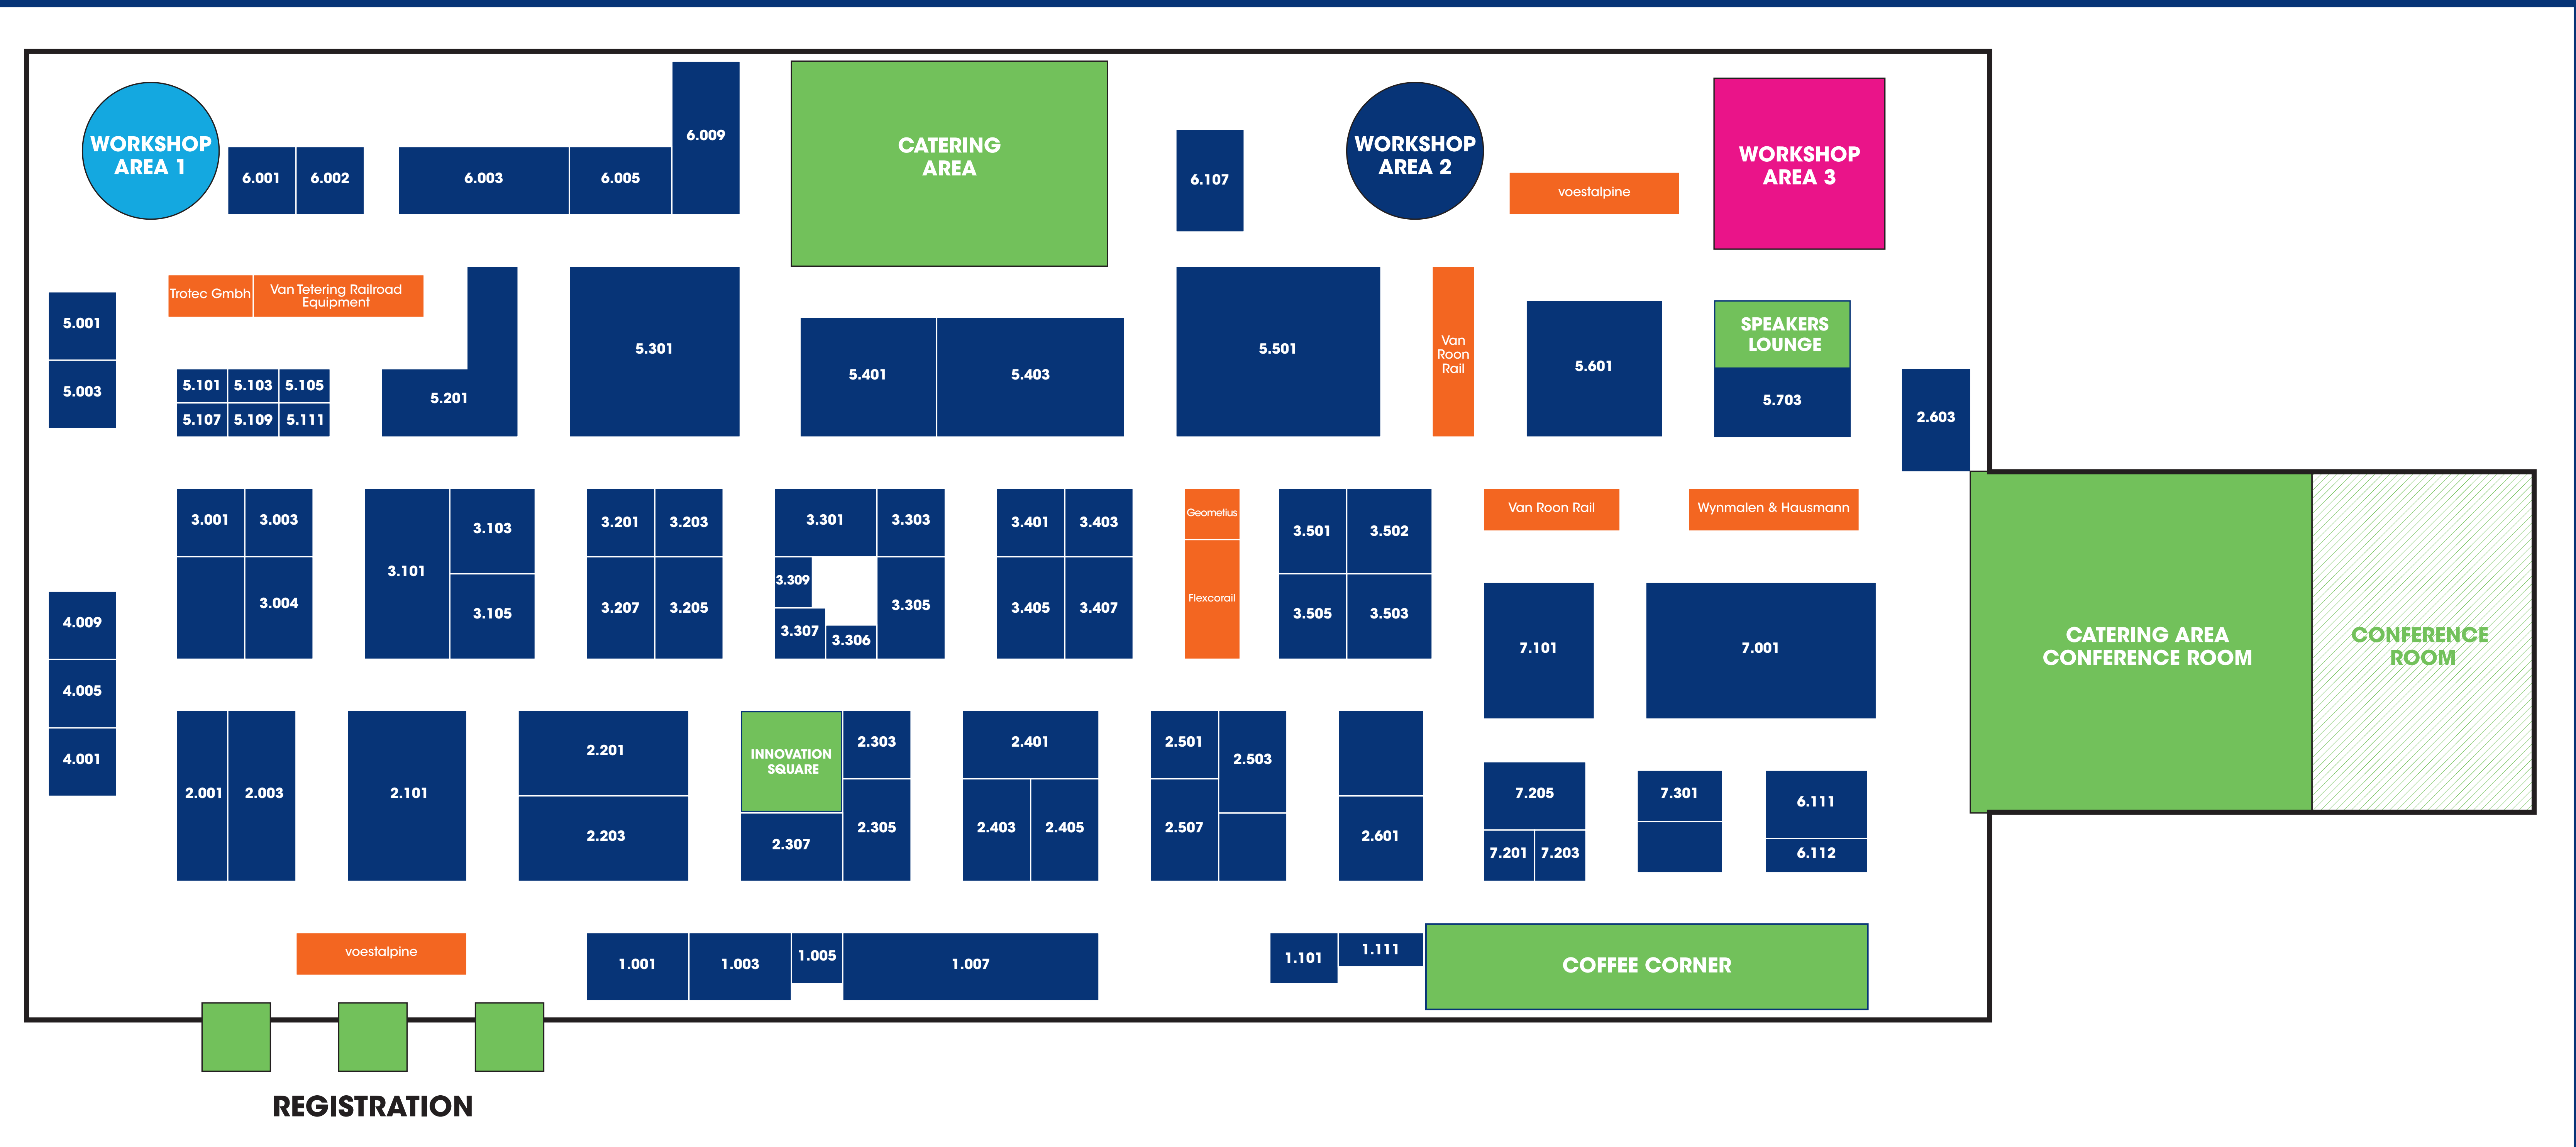 WORKSHOP
AREA 1
6.001
6.002
6.003
6.005
6.009
CATERING
AREA
6.107
WORKSHOP
AREA 2
voestalpine
WORKSHOP
AREA 3
5.001
5.003
Trotec Gmbh
Van Tetering Railroad
Equipment
5.101
5.103
5.105
5.107
5.109
5.111
5.201
5.301
5.401
5.403
5.501
Van
Roon
Rail
5.601
SPEAKERS
LOUNGE
5.703
2.603
3.001
3.003
3.004
3.101
3.103
3.105
3.201
3.203
3.207
3.205
3.301
3.303
3.309
3.307
3.306
3.305
3.401
3.403
3.405
3.407
Geometius
Flexcorail
3.501
3.502
3.505
3.503
Van Roon Rail
Wynmalen & Hausmann
7.101
7.001
CATERING AREA
CONFERENCE ROOM
CONFERENCE
ROOM
4.009
4.005
4.001
2.001
2.003
2.101
2.201
2.203
INNOVATION
SQUARE
2.303
2.305
2.307
2.401
2.403
2.405
2.501
2.503
2.507
2.601
7.205
7.201
7.203
7.301
6.111
6.112
voestalpine
1.001
1.003
1.005
1.007
1.101
1.111
COFFEE CORNER
REGISTRATION